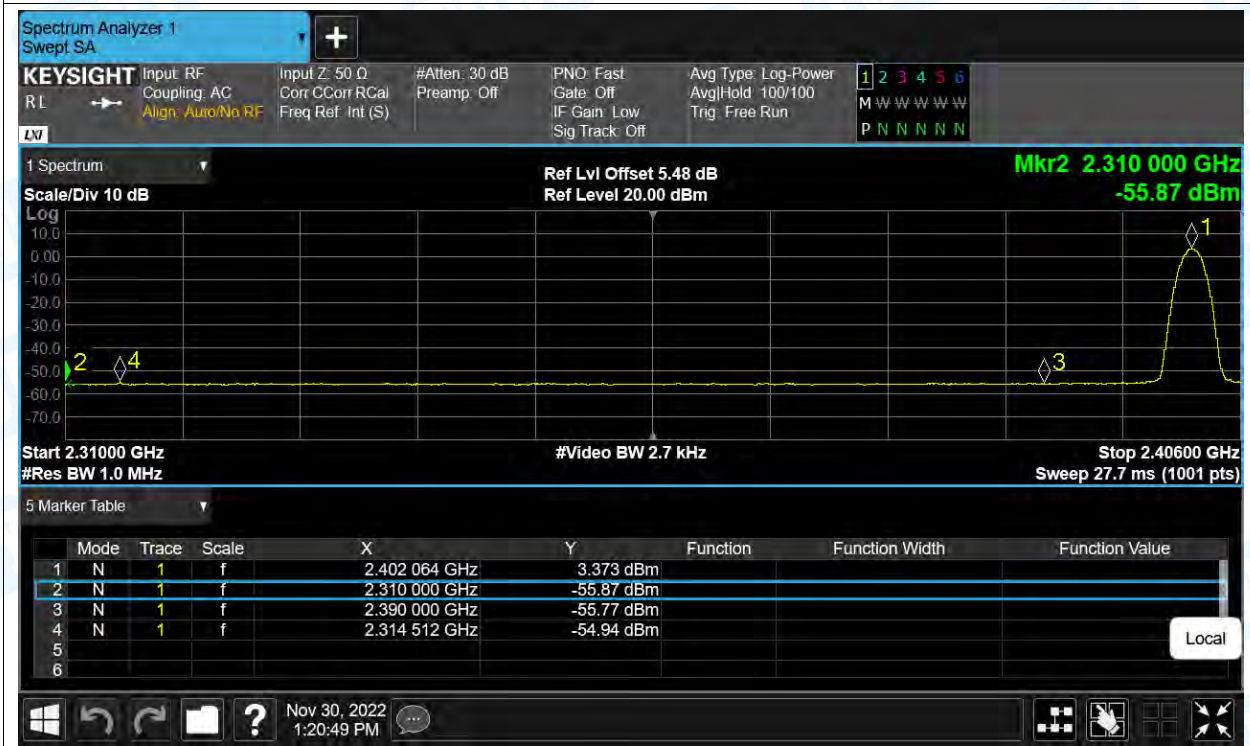 Spectrum Analyzer 1
Swept SA
+
KEYSIGHT Input: RF Input Z: 50 Ω #Atten: 30 dB PNO: Fast Avg Type: Log-Power 1 2 3 4 5 6
R L Coupling: AC Corr CCorr RCal Preamp: Off Gate: Off Avg|Hold: 100/100 M W W W W W
Align: Auto/No RF Freq Ref: Int (S) IF Gain: Low Trig: Free Run
LXI Sig Track: Off P N N N N N
1 Spectrum Ref Lvl Offset 5.48 dB Mkr2 2.310 000 GHz
Scale/Div 10 dB Ref Level 20.00 dBm -55.87 dBm
Log
10.0
1
0.00
-10.0
-20.0
-30.0
-40.0
2 4 3
-50.0
-60.0
-70.0
Start 2.31000 GHz #Video BW 2.7 kHz Stop 2.40600 GHz
#Res BW 1.0 MHz Sweep 27.7 ms (1001 pts)
5 Marker Table
Mode Trace Scale X Y Function Function Width Function Value
1 N 1 f 2.402 064 GHz 3.373 dBm
2 N 1 f 2.310 000 GHz -55.87 dBm
3 N 1 f 2.390 000 GHz -55.77 dBm
4 N 1 f 2.314 512 GHz -54.94 dBm
5
6
Local
? Nov 30, 2022
1:20:49 PM